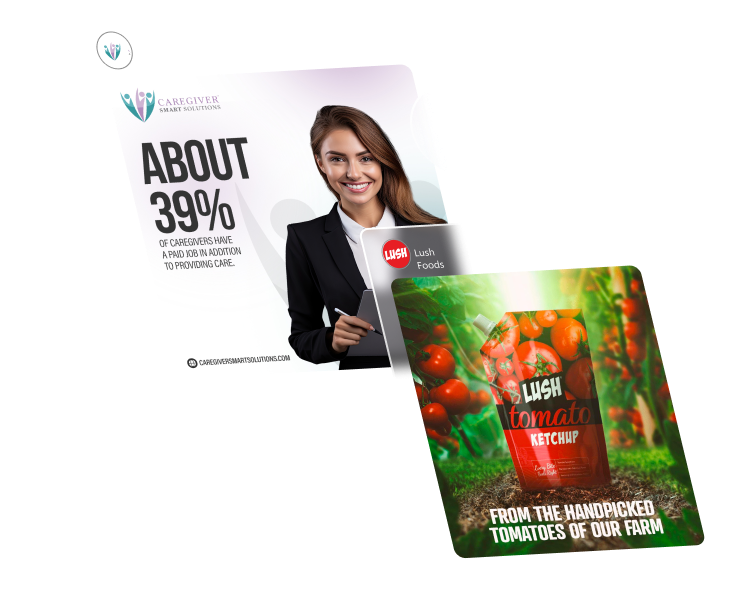 CAREGIVER
SMART SOLUTIONS
ABOUT
39%
OF CAREGIVERS HAVE
A PAID JOB IN ADDITION
TO PROVIDING CARE.
CAREGIVERSMARTSOLUTIONS.COM
LUSH
Lush
Foods
LUSH
tomato
KETCHUP
FROM THE HANDPICKED
TOMATOES OF OUR FARM